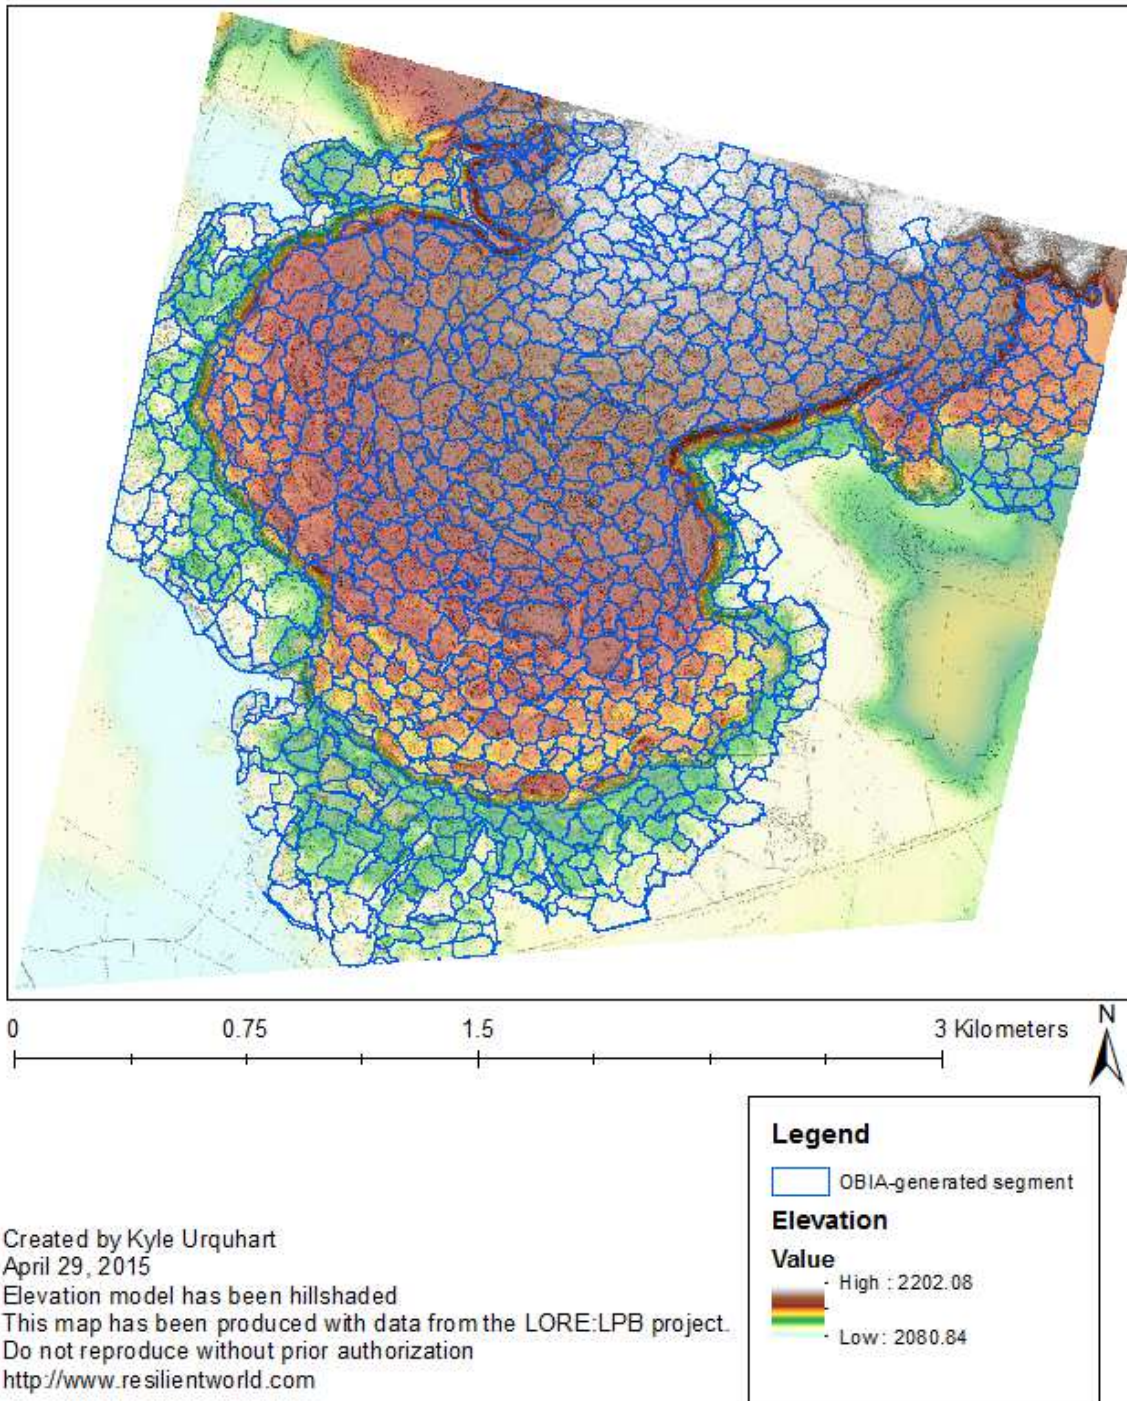 0 0.75 1.5 3 Kilometers
N
Legend
OBIA-generated segment
Elevation
Value
High : 2202.08
Low : 2080.84
Created by Kyle Urquhart
April 29, 2015
Elevation model has been hillshaded
This map has been produced with data from the LORE:LPB project.
Do not reproduce without prior authorization
http://www.resilientworld.com